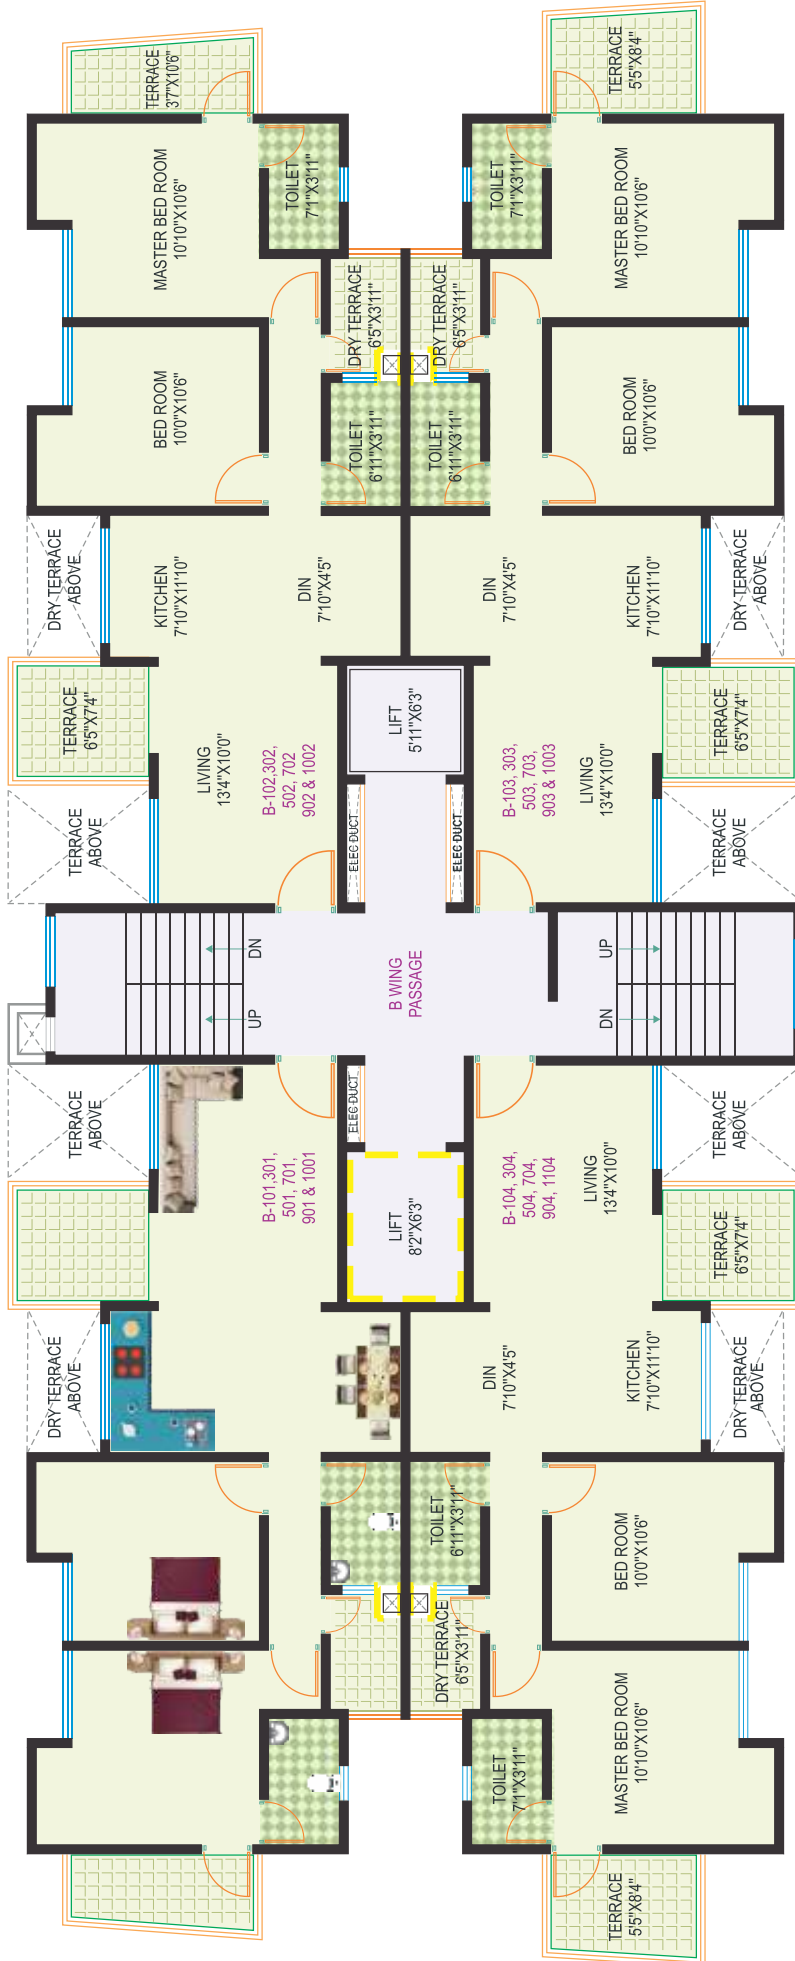 TERRACE
3'7"X10'6"
MASTER BED ROOM
10'10"X10'6"
TOILET
7'1"X3'11"
BED ROOM
10'0"X10'6"
DRY TERRACE
6'5"X3'11"
TOILET
6'11"X3'11"
DRY TERRACE
ABOVE
KITCHEN
7'10"X11'10"
DIN
7'10"X4'5"
TERRACE
6'5"X7'4"
LIVING
13'4"X10'0"
B-102,302,
502, 702
902 & 1002
TERRACE
ABOVE
TERRACE
5'5"X8'4"
TOILET
7'1"X3'11"
MASTER BED ROOM
10'10"X10'6"
DRY TERRACE
6'5"X3'11"
TOILET
6'11"X3'11"
BED ROOM
10'0"X10'6"
DIN
7'10"X4'5"
KITCHEN
7'10"X11'10"
DRY TERRACE
ABOVE
B-103, 303,
503, 703,
903 & 1003
LIVING
13'4"X10'0"
TERRACE
6'5"X7'4"
TERRACE
ABOVE
LIFT
5'11"X6'3"
ELEC DUCT
ELEC DUCT
DN
UP
B WING
PASSAGE
UP
DN
ELEC DUCT
LIFT
8'2"X6'3"
TERRACE
ABOVE
B-101,301,
501, 701,
901 & 1001
DRY TERRACE
ABOVE
B-104, 304,
504, 704,
904, 1104
LIVING
13'4"X10'0"
TERRACE
ABOVE
TERRACE
6'5"X7'4"
DIN
7'10"X4'5"
KITCHEN
7'10"X11'10"
DRY TERRACE
ABOVE
TOILET
6'11"X3'11"
BED ROOM
10'0"X10'6"
DRY TERRACE
6'5"X3'11"
MASTER BED ROOM
10'10"X10'6"
TOILET
7'1"X3'11"
TERRACE
5'5"X8'4"